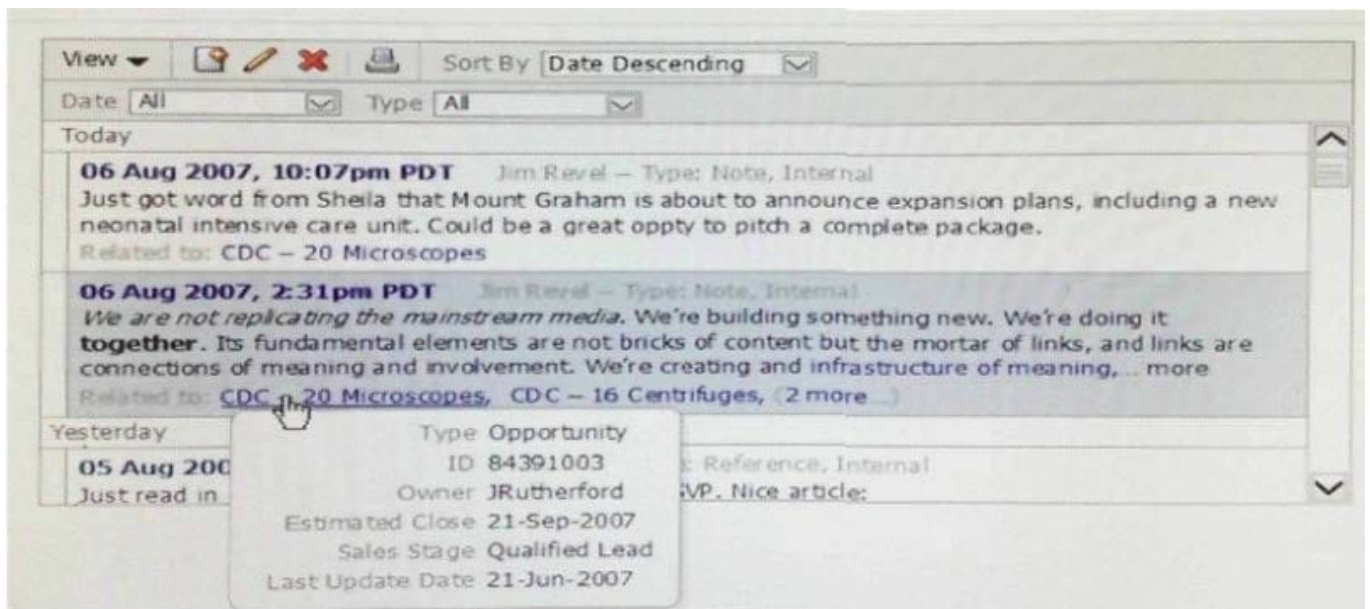 View Sort By Date Descending
Date All Type All
Today
06 Aug 2007, 10:07pm PDT Jim Revel – Type: Note, Internal
Just got word from Sheila that Mount Graham is about to announce expansion plans, including a new
neonatal intensive care unit. Could be a great oppty to pitch a complete package.
Related to: CDC – 20 Microscopes
06 Aug 2007, 2:31pm PDT Jim Revel – Type: Note, Internal
We are not replicating the mainstream media. We're building something new. We're doing it
together. Its fundamental elements are not bricks of content but the mortar of links, and links are
connections of meaning and involvement. We're creating and infrastructure of meaning,... more
Related to: CDC – 20 Microscopes, CDC – 16 Centrifuges, (2 more...)
Yesterday
05 Aug 200 : Reference, Internal
Just read in SVP. Nice article:
Type Opportunity
ID 84391003
Owner JRutherford
Estimated Close 21-Sep-2007
Sales Stage Qualified Lead
Last Update Date 21-Jun-2007